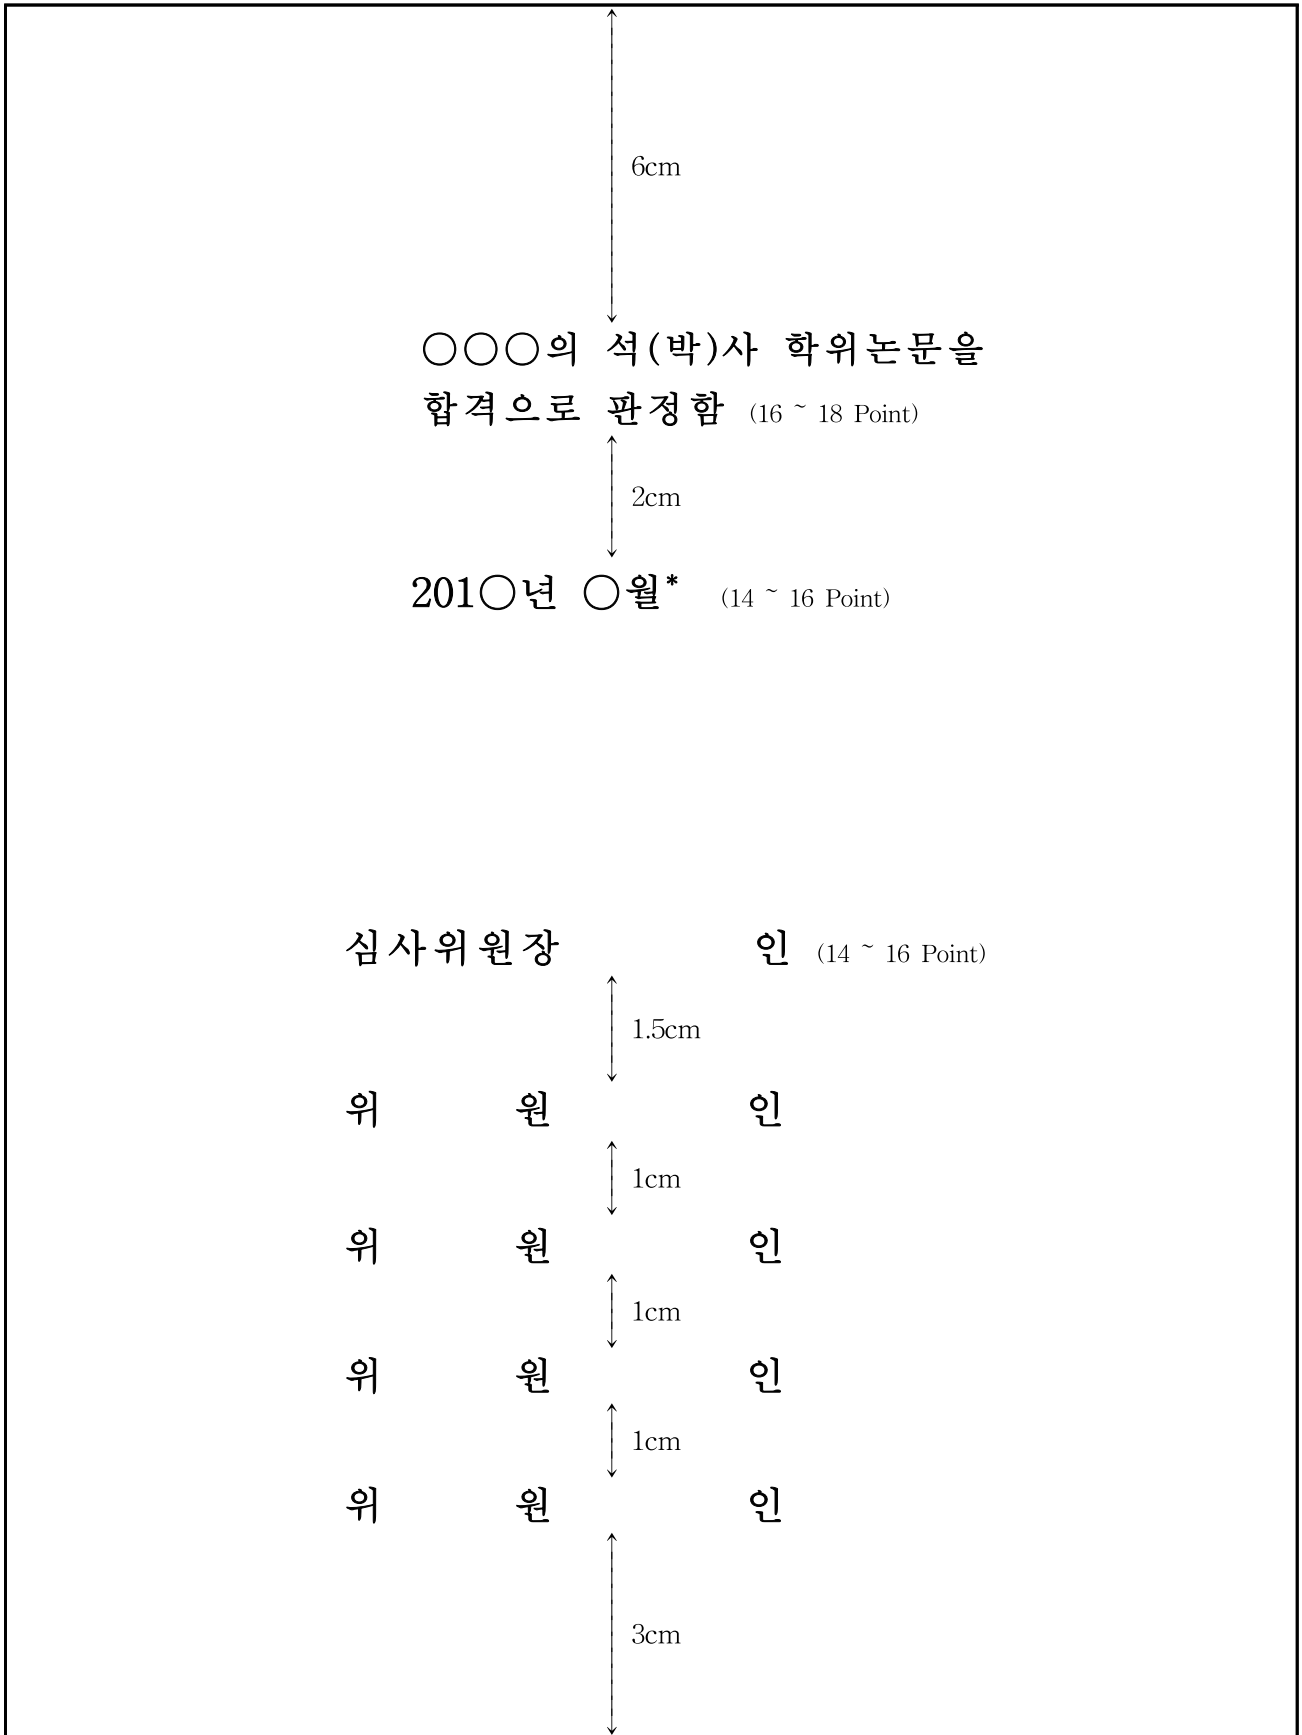 6cm
○○○의 석(박)사 학위논문을
합격으로 판정함 (16 ~ 18 Point)
2cm
201○년 ○월* (14 ~ 16 Point)
심사위원장 인 (14 ~ 16 Point)
1.5cm
위 원 인
1cm
위 원 인
1cm
위 원 인
1cm
위 원 인
3cm